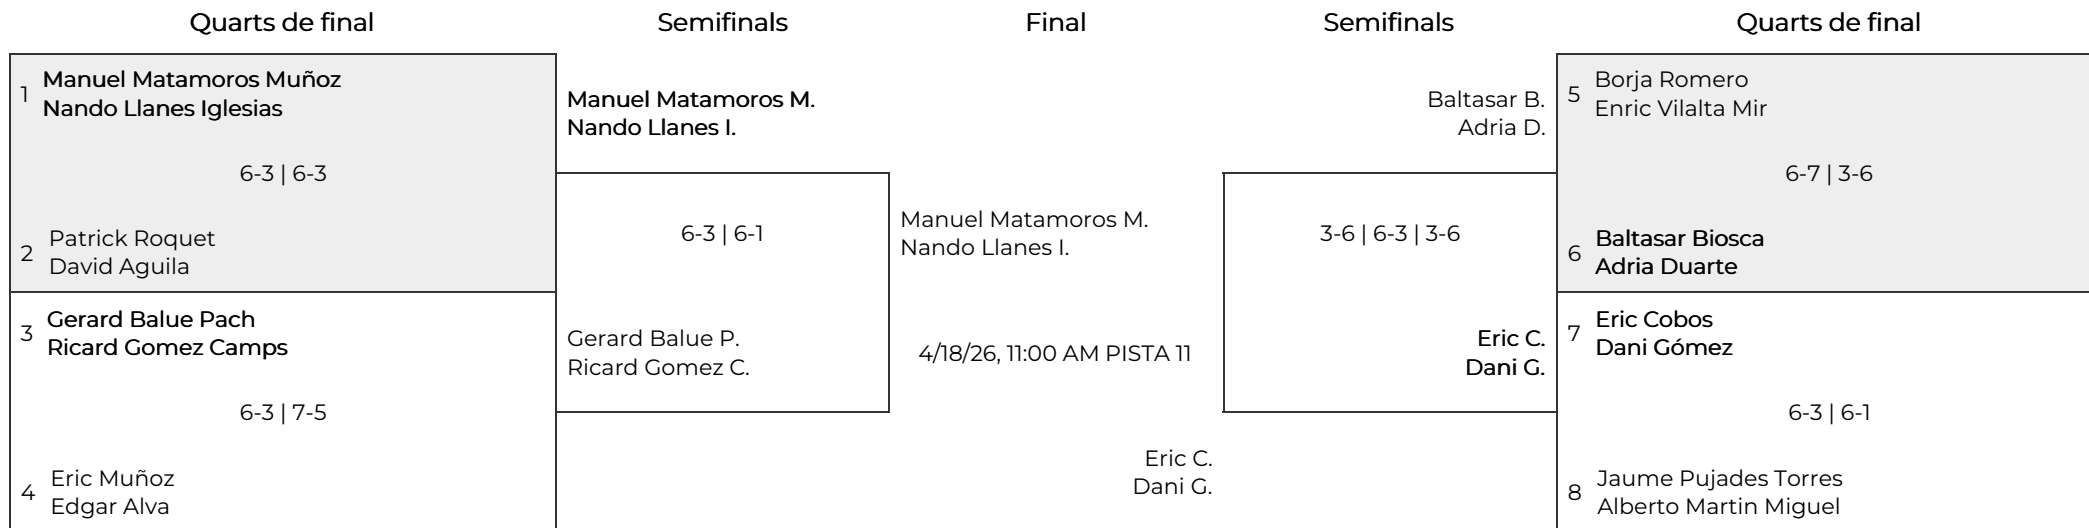 Quarts de final
Semifinals
Final
Semifinals
Quarts de final
1
Manuel Matamoros Muñoz
Nando Llanes Iglesias
6-3 | 6-3
2
Patrick Roquet
David Aguila
3
Gerard Balue Pach
Ricard Gomez Camps
6-3 | 7-5
4
Eric Muñoz
Edgar Alva
Manuel Matamoros M.
Nando Llanes I.
6-3 | 6-1
Gerard Balue P.
Ricard Gomez C.
Manuel Matamoros M.
Nando Llanes I.
4/18/26, 11:00 AM PISTA 11
Eric C.
Dani G.
Baltasar B.
Adria D.
3-6 | 6-3 | 3-6
Eric C.
Dani G.
5
Borja Romero
Enric Vilalta Mir
6-7 | 3-6
6
Baltasar Biosca
Adria Duarte
7
Eric Cobos
Dani Gómez
6-3 | 6-1
8
Jaume Pujades Torres
Alberto Martin Miguel